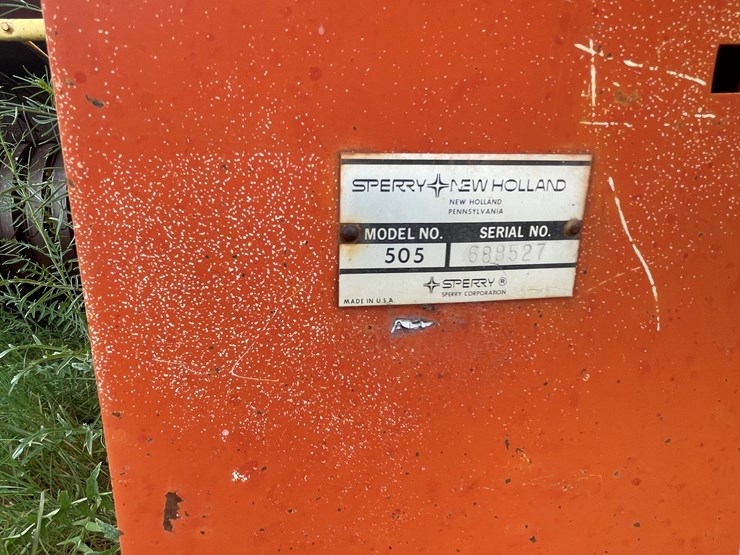 SPERRY NEW HOLLAND
NEW HOLLAND
PENNSYLVANIA
MODEL NO. SERIAL NO.
505 688527
SPERRY ®
SPERRY CORPORATION
MADE IN U.S.A.